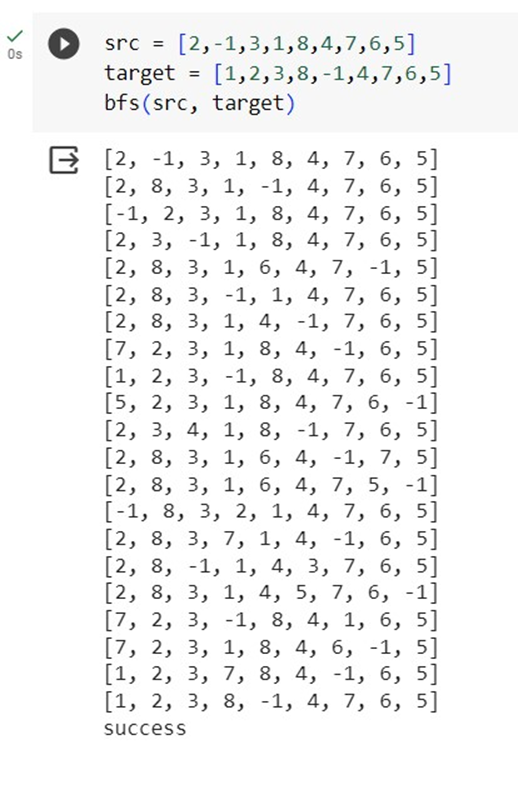 0s
src = [2,-1,3,1,8,4,7,6,5]
target = [1,2,3,8,-1,4,7,6,5]
bfs(src, target)
[2, -1, 3, 1, 8, 4, 7, 6, 5]
[2, 8, 3, 1, -1, 4, 7, 6, 5]
[-1, 2, 3, 1, 8, 4, 7, 6, 5]
[2, 3, -1, 1, 8, 4, 7, 6, 5]
[2, 8, 3, 1, 6, 4, 7, -1, 5]
[2, 8, 3, -1, 1, 4, 7, 6, 5]
[2, 8, 3, 1, 4, -1, 7, 6, 5]
[7, 2, 3, 1, 8, 4, -1, 6, 5]
[1, 2, 3, -1, 8, 4, 7, 6, 5]
[5, 2, 3, 1, 8, 4, 7, 6, -1]
[2, 3, 4, 1, 8, -1, 7, 6, 5]
[2, 8, 3, 1, 6, 4, -1, 7, 5]
[2, 8, 3, 1, 6, 4, 7, 5, -1]
[-1, 8, 3, 2, 1, 4, 7, 6, 5]
[2, 8, 3, 7, 1, 4, -1, 6, 5]
[2, 8, -1, 1, 4, 3, 7, 6, 5]
[2, 8, 3, 1, 4, 5, 7, 6, -1]
[7, 2, 3, -1, 8, 4, 1, 6, 5]
[7, 2, 3, 1, 8, 4, 6, -1, 5]
[1, 2, 3, 7, 8, 4, -1, 6, 5]
[1, 2, 3, 8, -1, 4, 7, 6, 5]
success